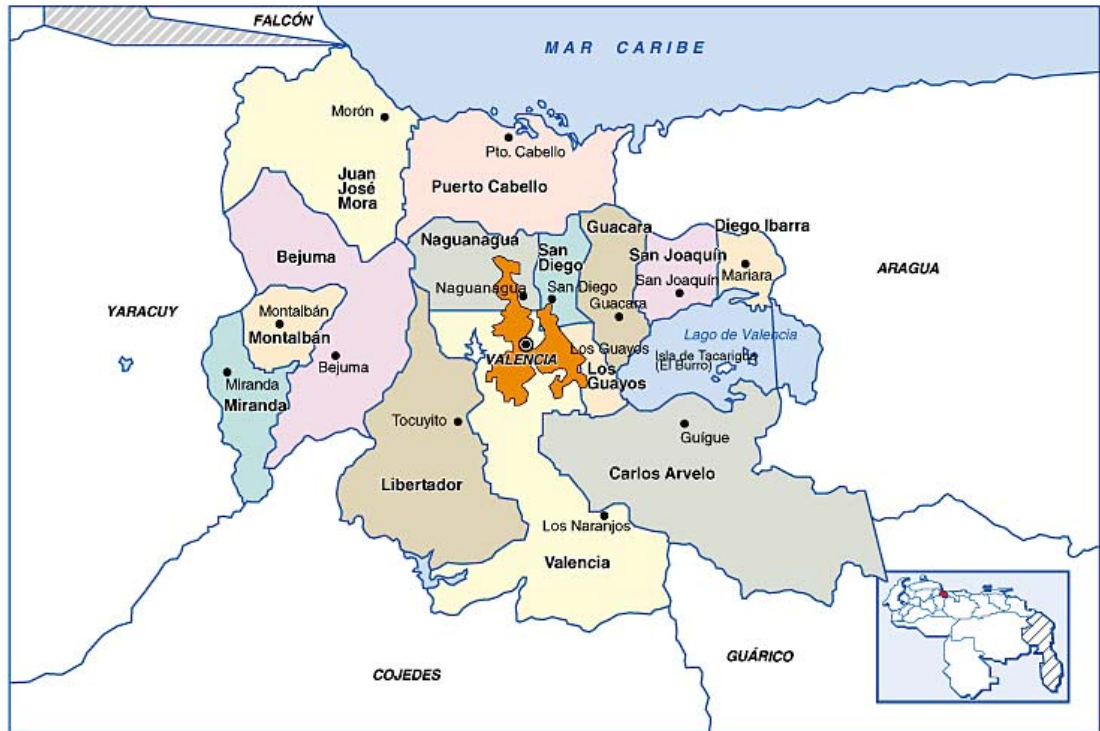 FALCÓN
MAR CARIBE
Morón
Pto. Cabello
Juan
José
Mora
Puerto Cabello
Naguanagua
San
Diego
Guacara
Diego Ibarra
Bejuma
San Joaquín
ARAGUA
Mariara
Naguanagua
San Diego
San Joaquín
Guacara
YARACUY
Montalbán
Montalbán
Lago de Valencia
VALENCIA
Los Guayos
Isla de Tacarigua
(El Burro)
Bejuma
Los
Guayos
Miranda
Miranda
Tocuyito
Guígue
Carlos Arvelo
Libertador
Los Naranjos
Valencia
GUÁRICO
COJEDES